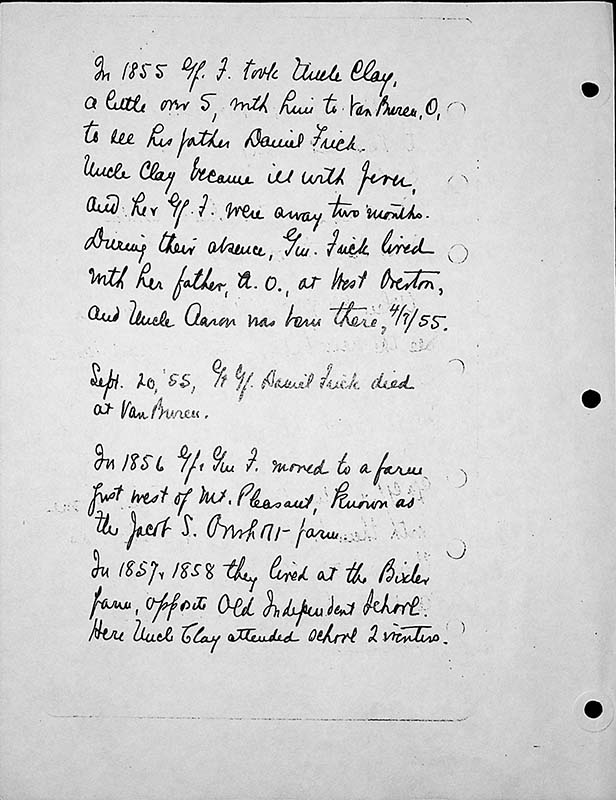 In 1855 Gf. F. took Uncle Clay,
a little over 5, with him to Van Buren, O,
to see his father Daniel Frick.
Uncle Clay became ill with fever,
and he & Gf. F. were away two months.
During their absence, Gm. Frick lived
with her father, A. O., at West Overton,
and Uncle Aaron was born there, 4/7/55.
Sept. 20, '55, Gt Gf. Daniel Frick died
at Van Buren.
In 1856 Gf. & Gm F. moved to a farm
just west of Mt. Pleasant, known as
the Jacob S. Overholt farm
In 1857 & 1858 they lived at the Bixler
farm, opposite Old Independent School.
Here Uncle Clay attended school 2 winters.